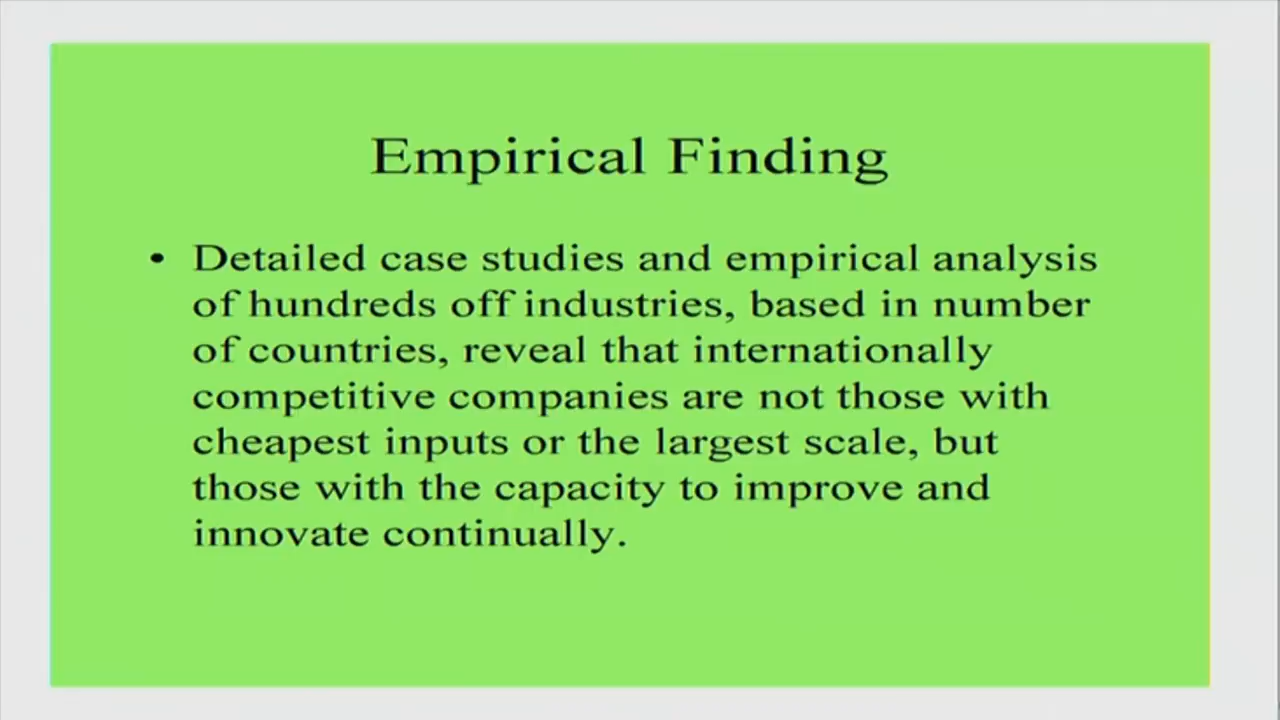 Empirical Finding
• Detailed case studies and empirical analysis
of hundreds off industries, based in number
of countries, reveal that internationally
competitive companies are not those with
cheapest inputs or the largest scale, but
those with the capacity to improve and
innovate continually.